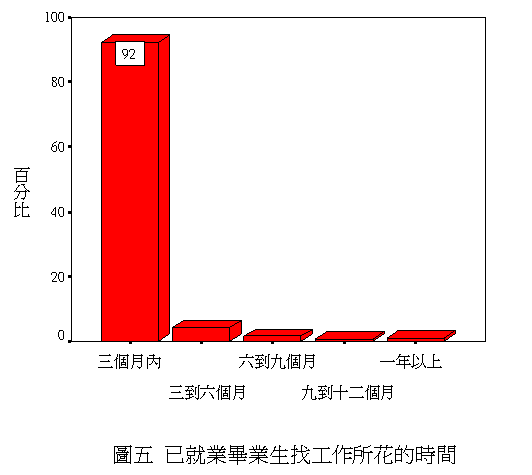 100
80
60
40
20
0
百分比
92
三個月內
三到六個月
六到九個月
九到十二個月
一年以上
圖五 已就業畢業生找工作所花的時間